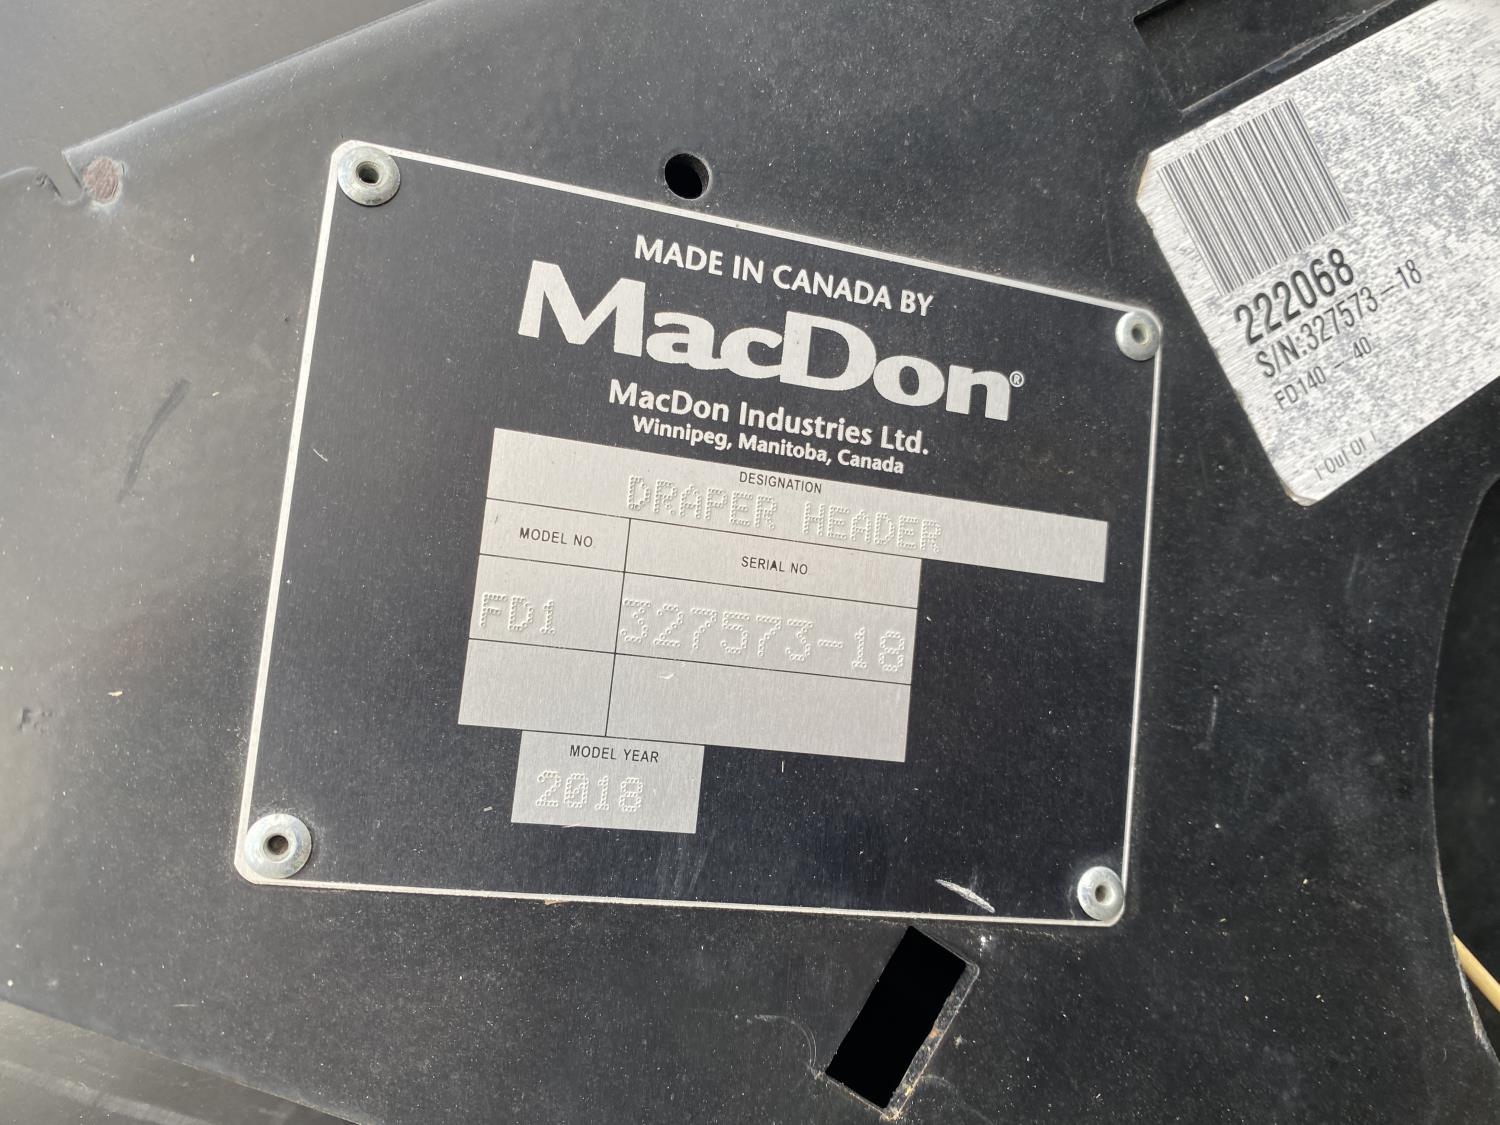 MADE IN CANADA BY
MacDon®
MacDon Industries Ltd.
Winnipeg, Manitoba, Canada
DESIGNATION
DRAPER HEADER
MODEL NO
SERIAL NO
FD1
327573-18
MODEL YEAR
2018
222068
S/N:327573-18
FD140 - 40